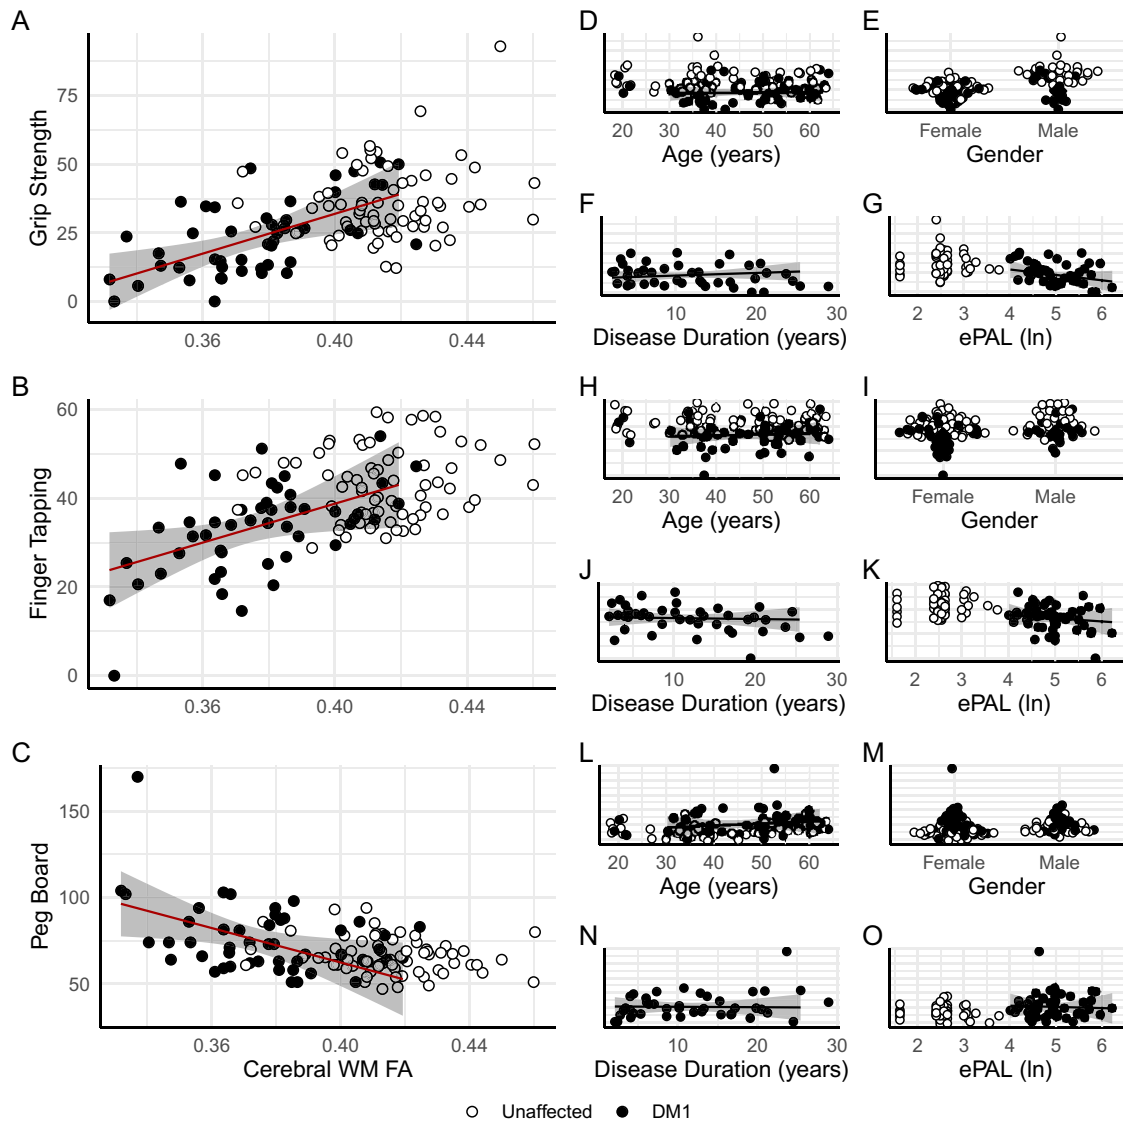 A
Grip Strength
75
50
25
0
0.36 0.40 0.44
D
20 30 40 50 60
Age (years)
E
Female Male
Gender
F
10 20 30
Disease Duration (years)
G
2 3 4 5 6
ePAL (ln)
B
Finger Tapping
60
40
20
0
0.36 0.40 0.44
H
20 30 40 50 60
Age (years)
I
Female Male
Gender
J
10 20 30
Disease Duration (years)
K
2 3 4 5 6
ePAL (ln)
C
Peg Board
150
100
50
0.36 0.40 0.44
Cerebral WM FA
L
20 30 40 50 60
Age (years)
M
Female Male
Gender
N
10 20 30
Disease Duration (years)
O
2 3 4 5 6
ePAL (ln)
Unaffected DM1